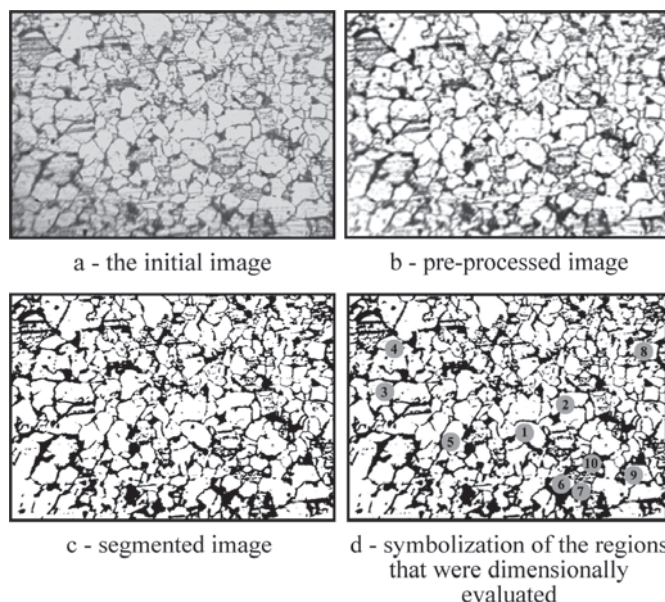 a - the initial image
b - pre-processed image
4
8
3
2
1
5
10
9
6
7
c - segmented image
d - symbolization of the regions
that were dimensionally
evaluated